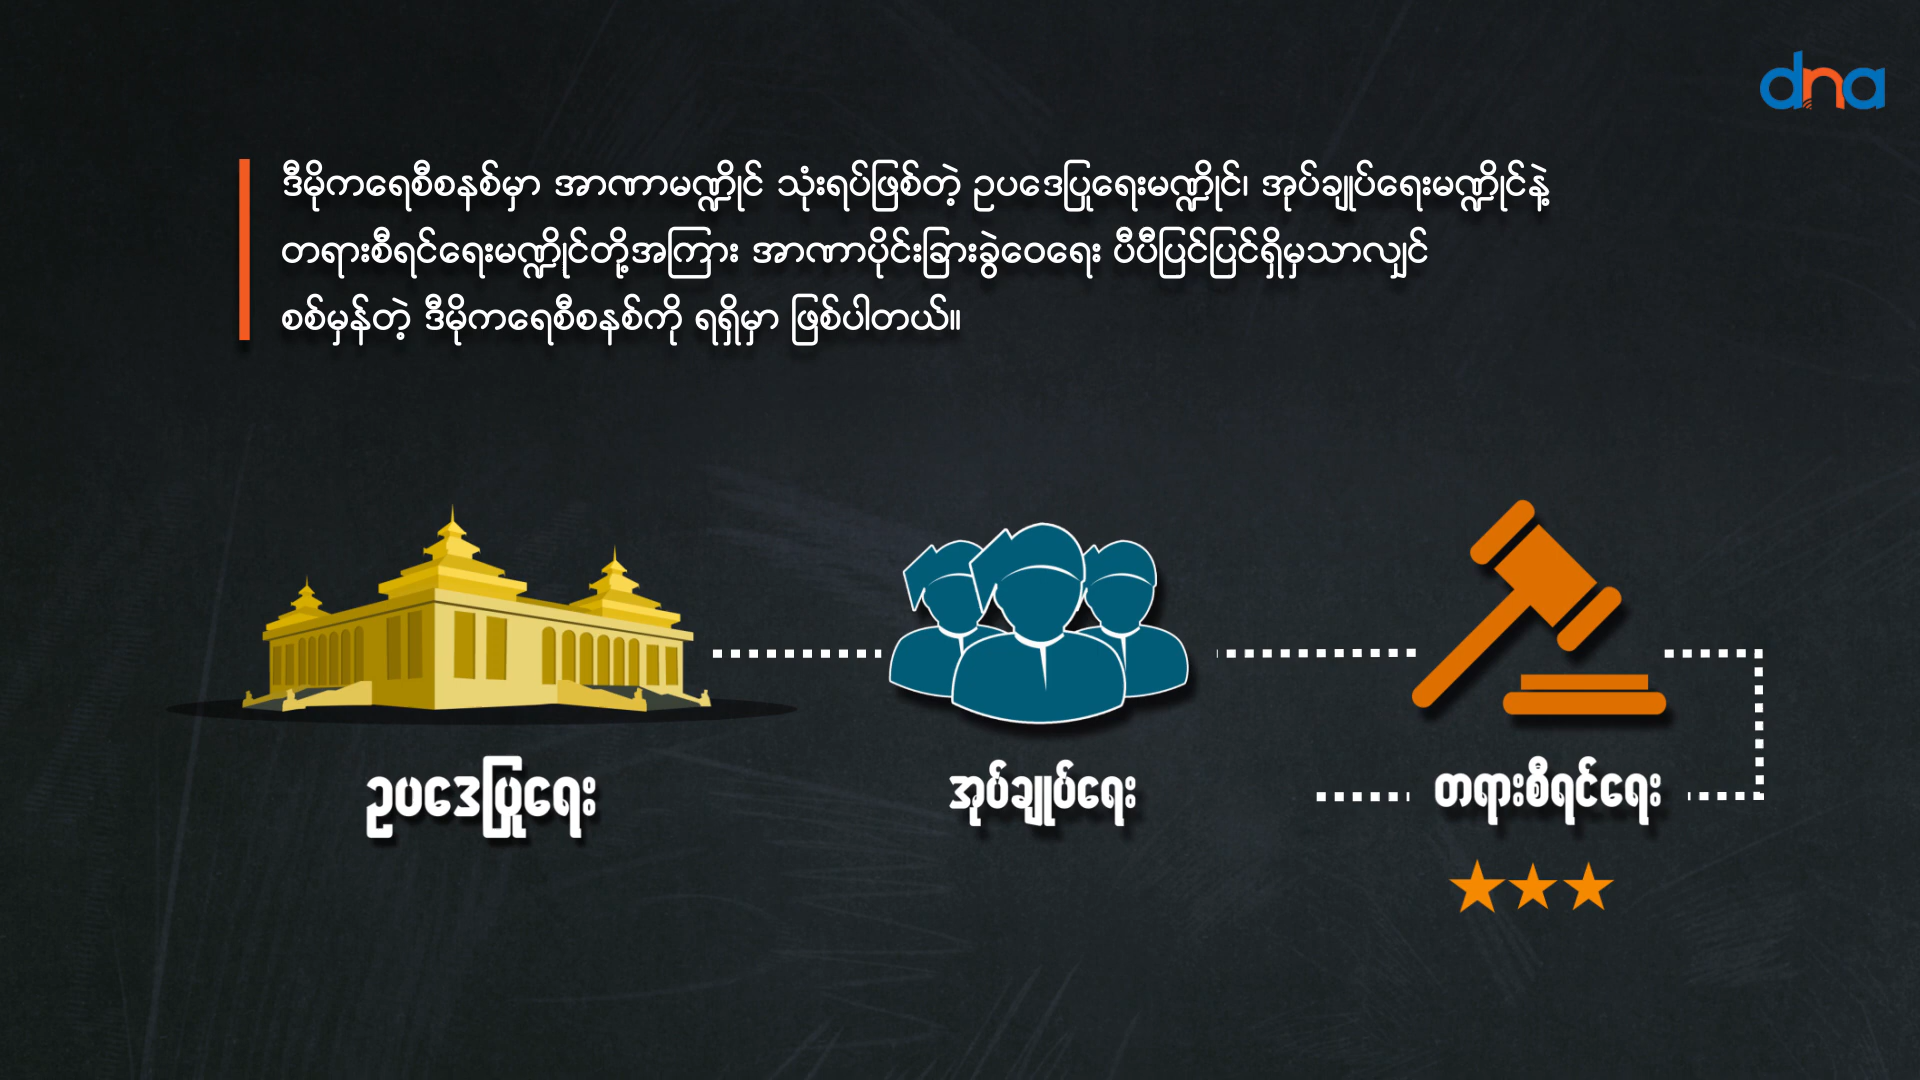 dna
ဒီမိုကရေစီစနစ်မှာ အာဏာမဏ္ဍိုင် သုံးရပ်ဖြစ်တဲ့ ဥပဒေပြုရေးမဏ္ဍိုင်၊ အုပ်ချုပ်ရေးမဏ္ဍိုင်နဲ့
တရားစီရင်ရေးမဏ္ဍိုင်တို့အကြား အာဏာပိုင်းခြားခွဲဝေရေး ပီပီပြင်ပြင်ရှိမှသာလျှင်
စစ်မှန်တဲ့ ဒီမိုကရေစီစနစ်ကို ရရှိမှာ ဖြစ်ပါတယ်။
ဥပဒေပြုရေး
အုပ်ချုပ်ရေး
တရားစီရင်ရေး